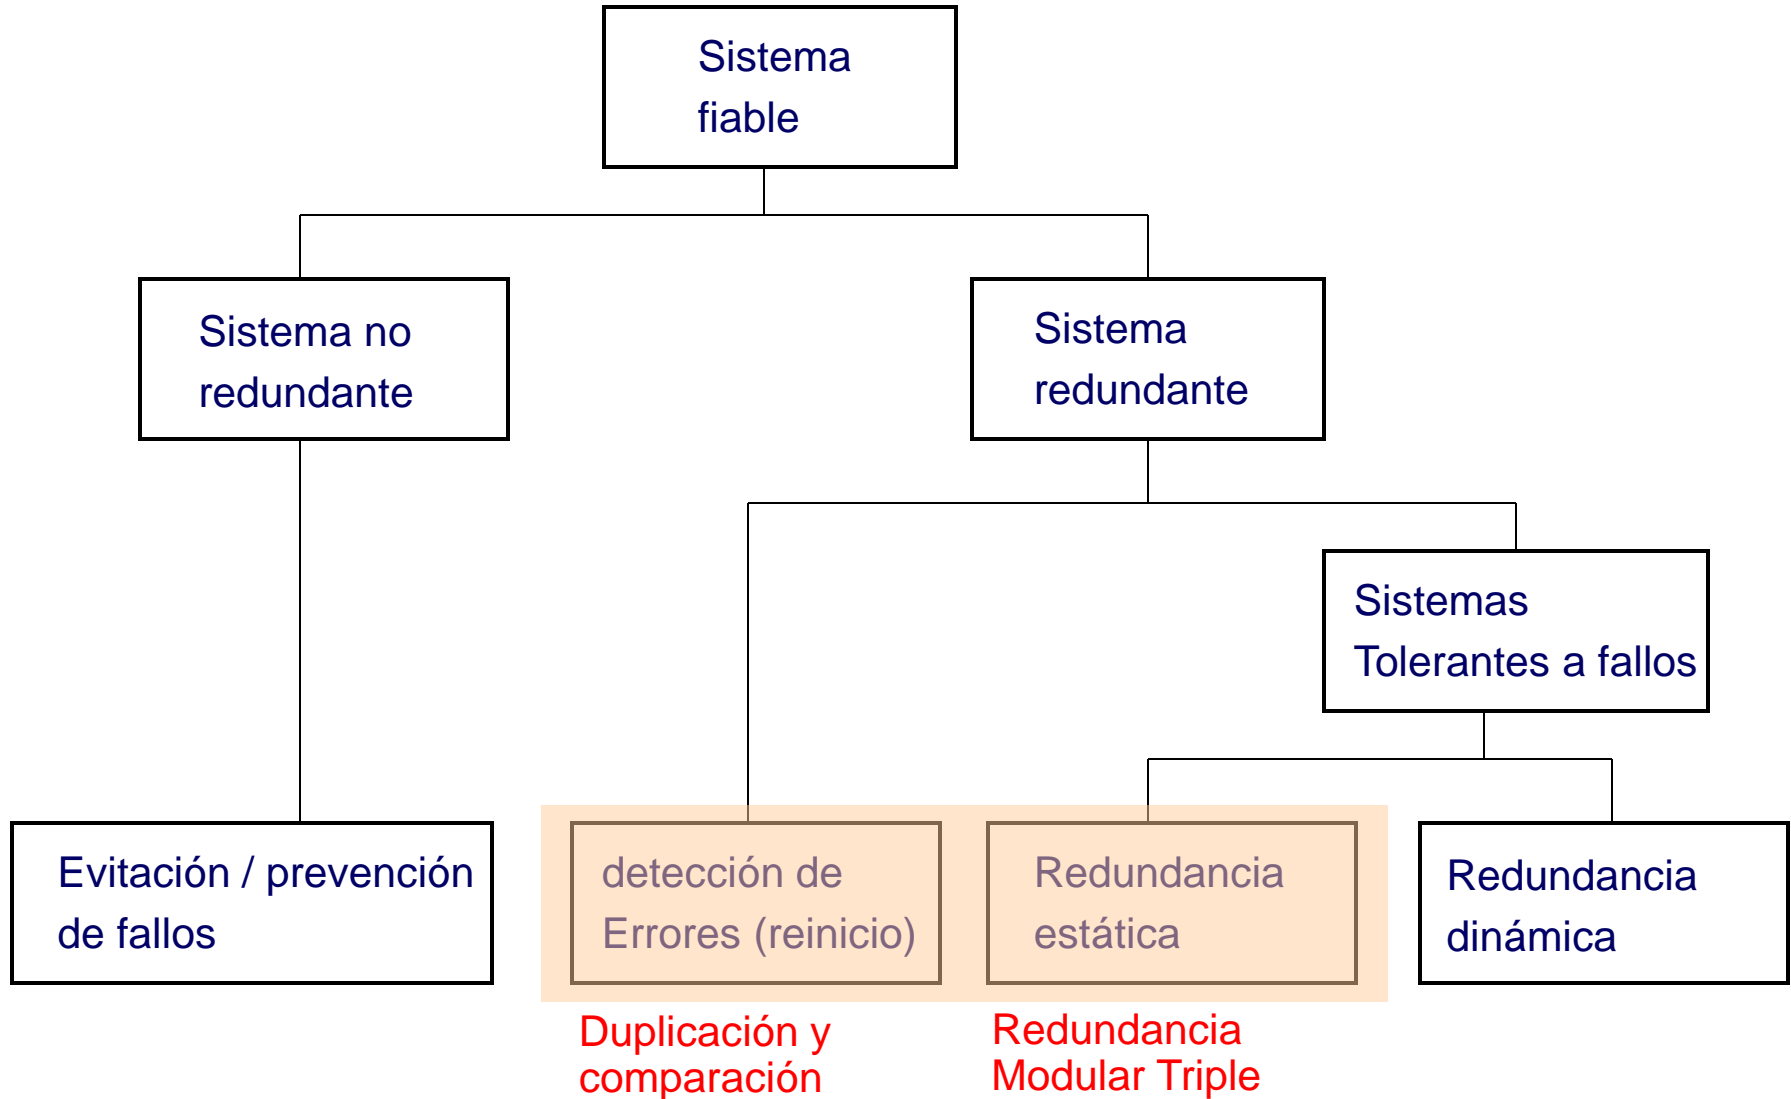 Sistema
fiable
Sistema no
redundante
Sistema
redundante
Sistemas
Tolerantes a fallos
Evitación / prevención
de fallos
detección de
Errores (reinicio)
Redundancia
estática
Redundancia
dinámica
Duplicación y
comparación
Redundancia
Modular Triple